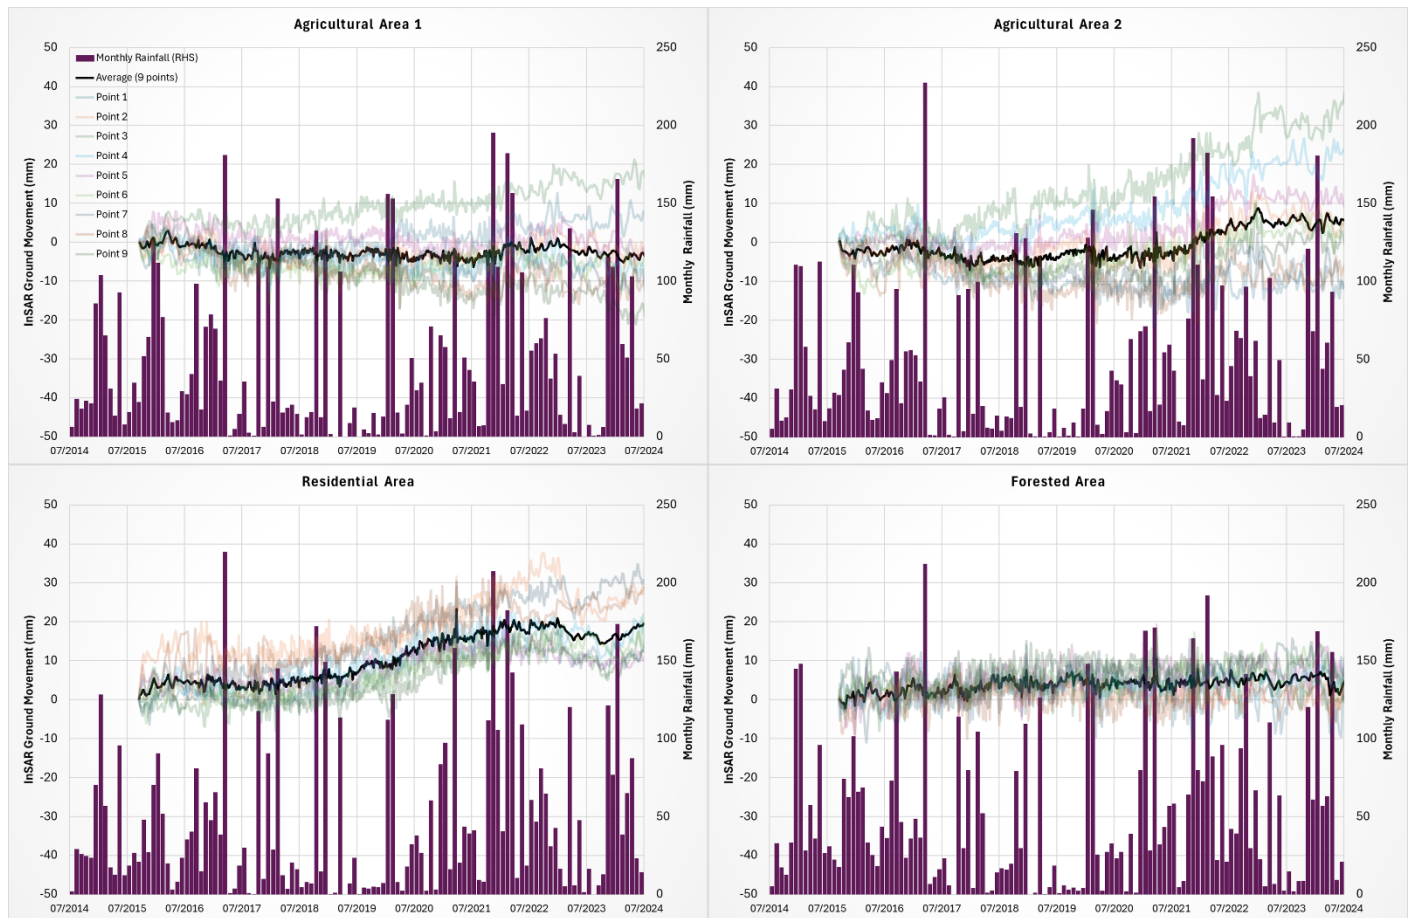 Agricultural Area 1
50
40
30
20
10
0
-10
-20
-30
-40
-50
InSAR Ground Movement (mm)
Monthly Rainfall (RHS)
Average (9 points)
Point 1
Point 2
Point 3
Point 4
Point 5
Point 6
Point 7
Point 8
Point 9
250
200
150
100
50
0
Monthly Rainfall (mm)
07/2014 07/2015 07/2016 07/2017 07/2018 07/2019 07/2020 07/2021 07/2022 07/2023 07/2024
Agricultural Area 2
50
40
30
20
10
0
-10
-20
-30
-40
-50
InSAR Ground Movement (mm)
250
200
150
100
50
0
Monthly Rainfall (mm)
07/2014 07/2015 07/2016 07/2017 07/2018 07/2019 07/2020 07/2021 07/2022 07/2023 07/2024
Residential Area
50
40
30
20
10
0
-10
-20
-30
-40
-50
InSAR Ground Movement (mm)
250
200
150
100
50
0
Monthly Rainfall (mm)
07/2014 07/2015 07/2016 07/2017 07/2018 07/2019 07/2020 07/2021 07/2022 07/2023 07/2024
Forested Area
50
40
30
20
10
0
-10
-20
-30
-40
-50
InSAR Ground Movement (mm)
250
200
150
100
50
0
Monthly Rainfall (mm)
07/2014 07/2015 07/2016 07/2017 07/2018 07/2019 07/2020 07/2021 07/2022 07/2023 07/2024